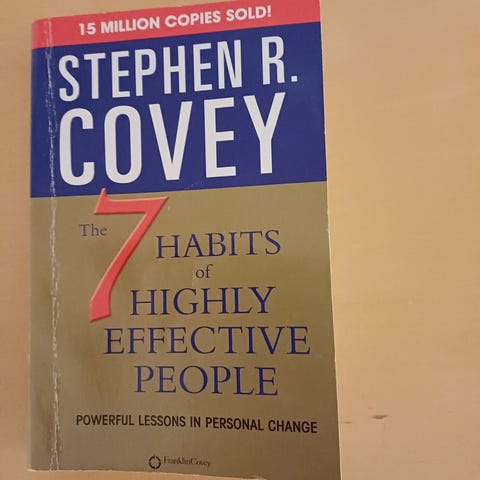 15 MILLION COPIES SOLD!
STEPHEN R.
COVEY
The 7 HABITS
of
HIGHLY
EFFECTIVE
PEOPLE
POWERFUL LESSONS IN PERSONAL CHANGE
FranklinCovey